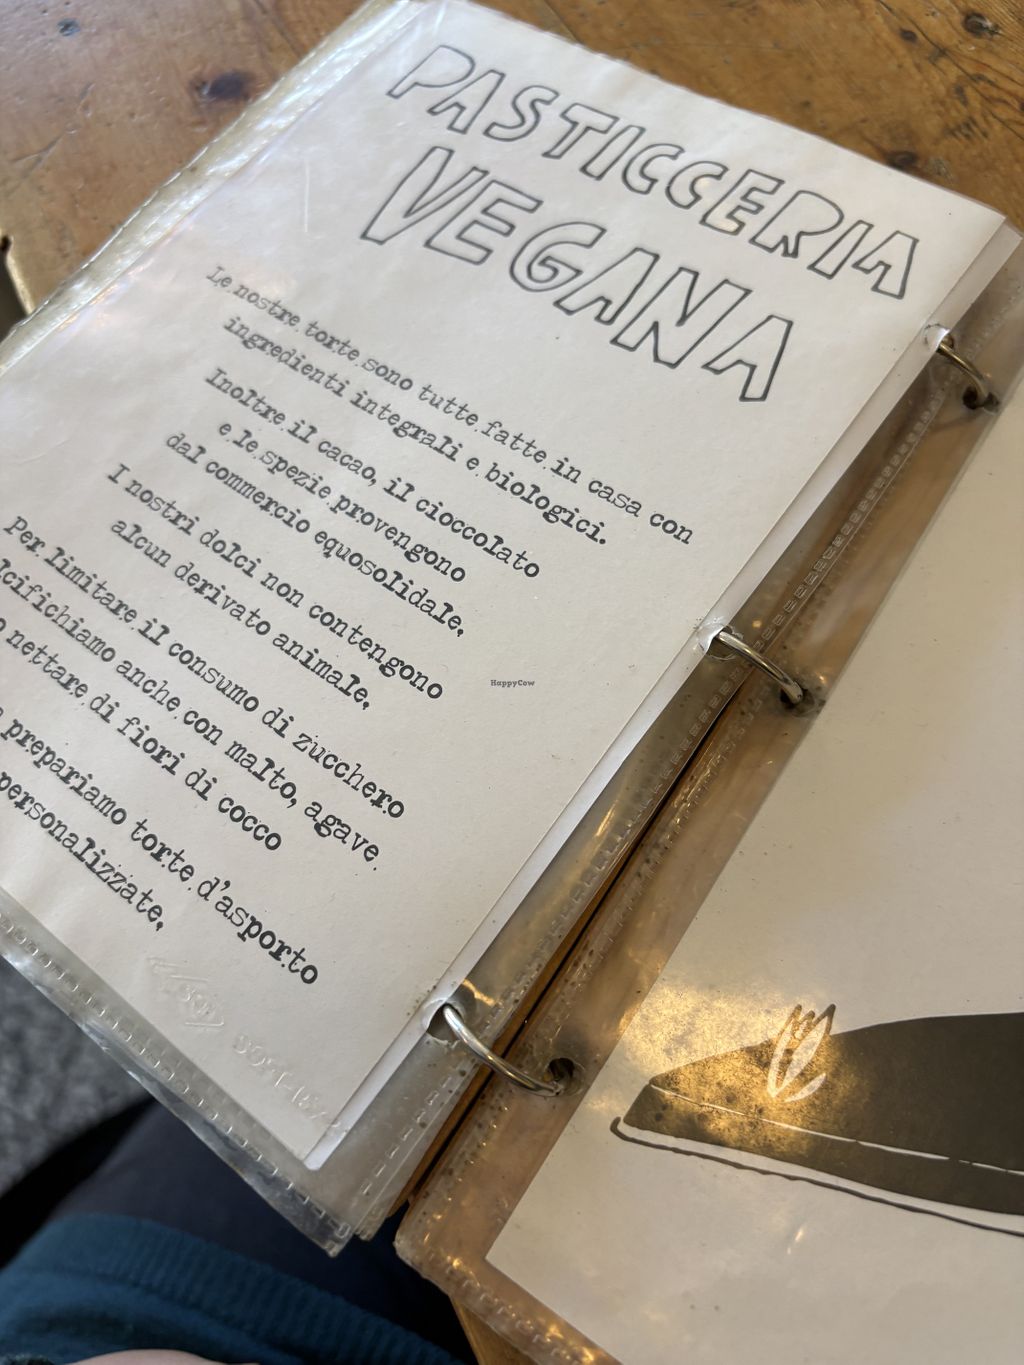 PASTICCERIA
VEGANA
Le nostre torte sono tutte fatte in casa con
ingredienti integrali e biologici.
Inoltre il cacao, il cioccolato
e le spezie provengono
dal commercio equosolidale,
I nostri dolci non contengono
alcun derivato animale,
Per limitare il consumo di zucchero
lcifichiamo anche con malto, agave
o nettare di fiori di cocco
prepariamo torte d'asporto
personalizzate,
HappyCow